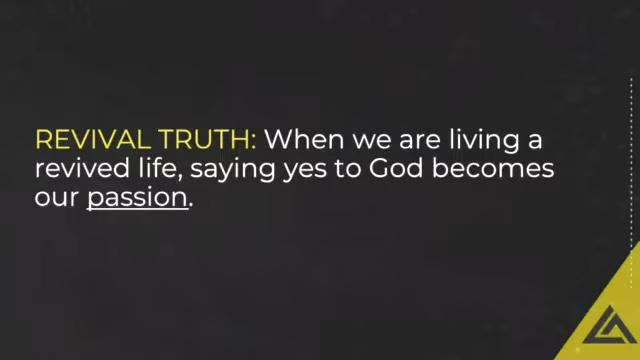 REVIVAL TRUTH: When we are living a
revived life, saying yes to God becomes
our passion.